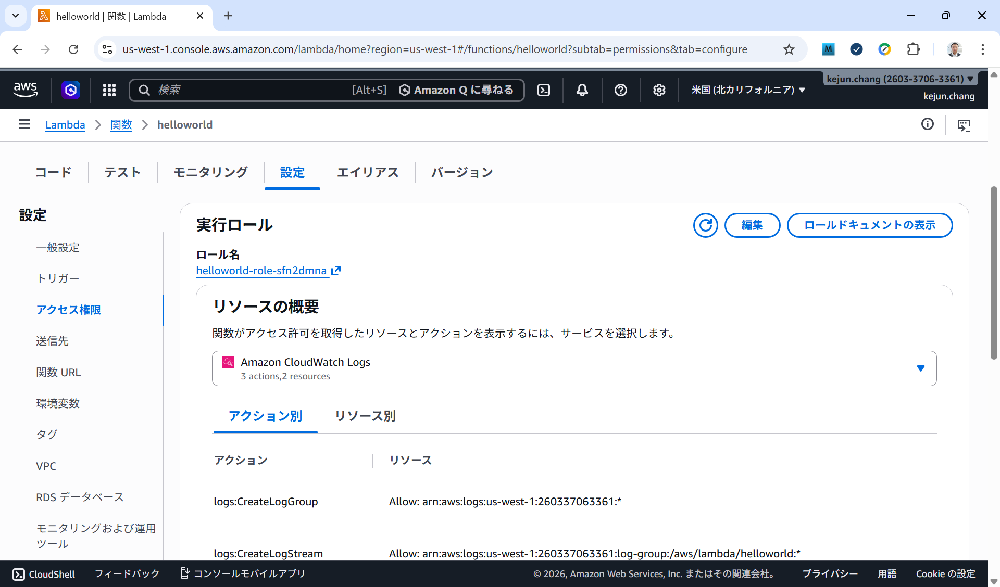 helloworld | 関数 | Lambda
us-west-1.console.aws.amazon.com/lambda/home?region=us-west-1#/functions/helloworld?subtab=permissions&tab=configure
M
aws
検索
[Alt+S]
Amazon Q に尋ねる
米国 (北カリフォルニア) ▼
kejun.chang (2603-3706-3361) ▼
kejun.chang
Lambda
関数
helloworld
コード
テスト
モニタリング
設定
エイリアス
バージョン
設定
一般設定
トリガー
アクセス権限
送信先
関数 URL
環境変数
タグ
VPC
RDS データベース
モニタリングおよび運用
ツール
実行ロール
編集
ロールドキュメントの表示
ロール名
helloworld-role-sfn2dmna
リソースの概要
関数がアクセス許可を取得したリソースとアクションを表示するには、サービスを選択します。
Amazon CloudWatch Logs
3 actions,2 resources
アクション別
リソース別
アクション
リソース
logs:CreateLogGroup
Allow: arn:aws:logs:us-west-1:260337063361:*
logs:CreateLogStream
Allow: arn:aws:logs:us-west-1:260337063361:log-group:/aws/lambda/helloworld:*
CloudShell
フィードバック
コンソールモバイルアプリ
© 2026, Amazon Web Services, Inc. またはその関連会社。
プライバシー
用語
Cookie の設定